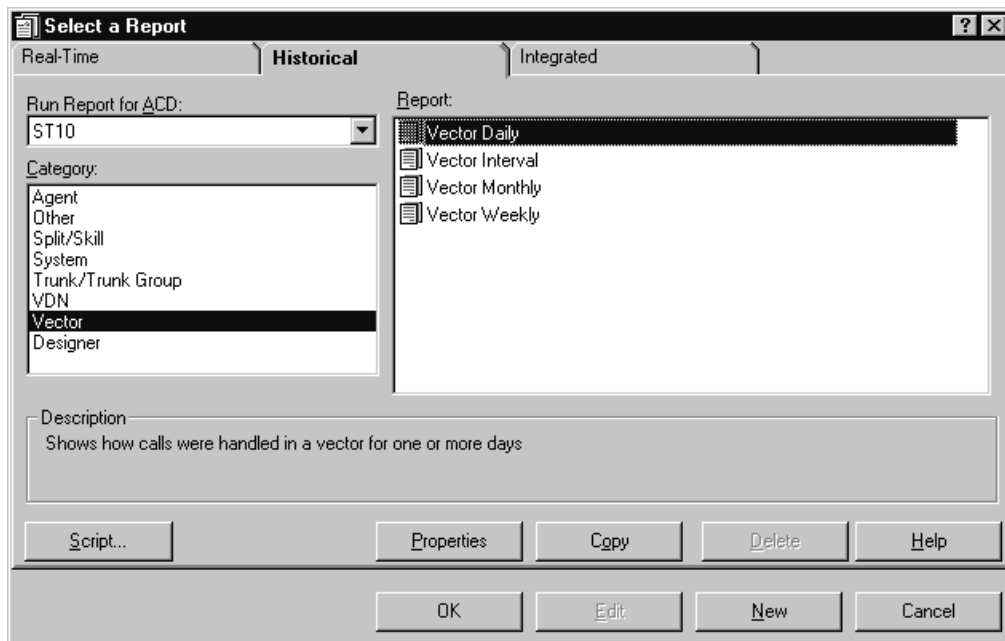 Select a Report
Real-Time
Historical
Integrated
Run Report for ACD:
ST10
Category:
Agent
Other
Split/Skill
System
Trunk/Trunk Group
VDN
Vector
Designer
Report:
Vector Daily
Vector Interval
Vector Monthly
Vector Weekly
Description
Shows how calls were handled in a vector for one or more days
Script...
Properties
Copy
Delete
Help
OK
Edit
New
Cancel